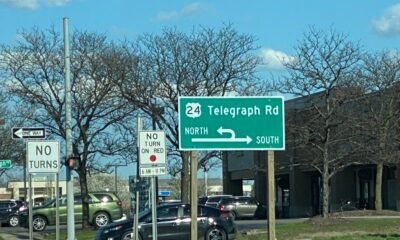 24 Telegraph Rd
NORTH
SOUTH
ONE WAY
NO
TURNS
NO
TURN
ON RED